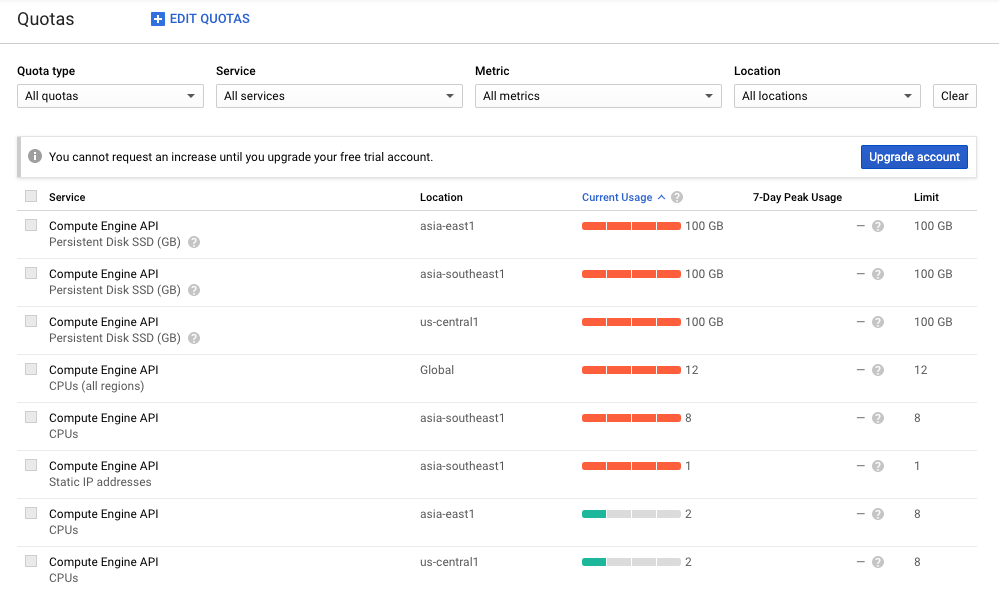 Quotas
EDIT QUOTAS
Quota type Service Metric Location
All quotas All services All metrics All locations Clear
You cannot request an increase until you upgrade your free trial account. Upgrade account
Service Location Current Usage 7-Day Peak Usage Limit
Compute Engine API asia-east1 100 GB – 100 GB
Persistent Disk SSD (GB)
Compute Engine API asia-southeast1 100 GB – 100 GB
Persistent Disk SSD (GB)
Compute Engine API us-central1 100 GB – 100 GB
Persistent Disk SSD (GB)
Compute Engine API Global 12 – 12
CPUs (all regions)
Compute Engine API asia-southeast1 8 – 8
CPUs
Compute Engine API asia-southeast1 1 – 1
Static IP addresses
Compute Engine API asia-east1 2 – 8
CPUs
Compute Engine API us-central1 2 – 8
CPUs